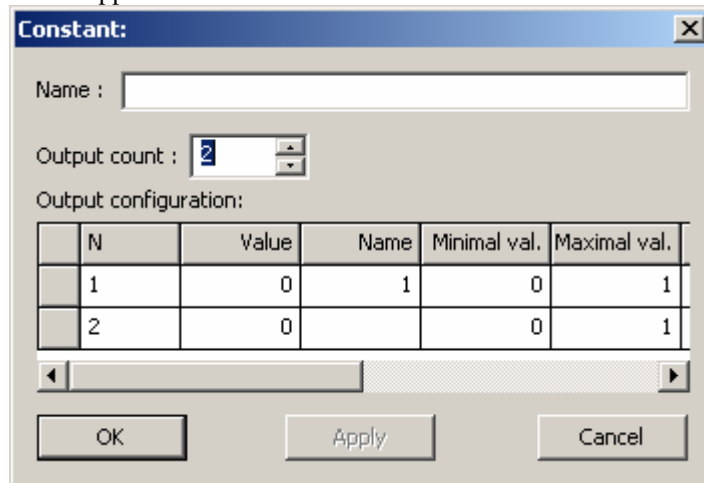 Constant:
Name :
Output count : 2
Output configuration:
N Value Name Minimal val. Maximal val.
1 0 1 0 1
2 0 0 1
OK Apply Cancel